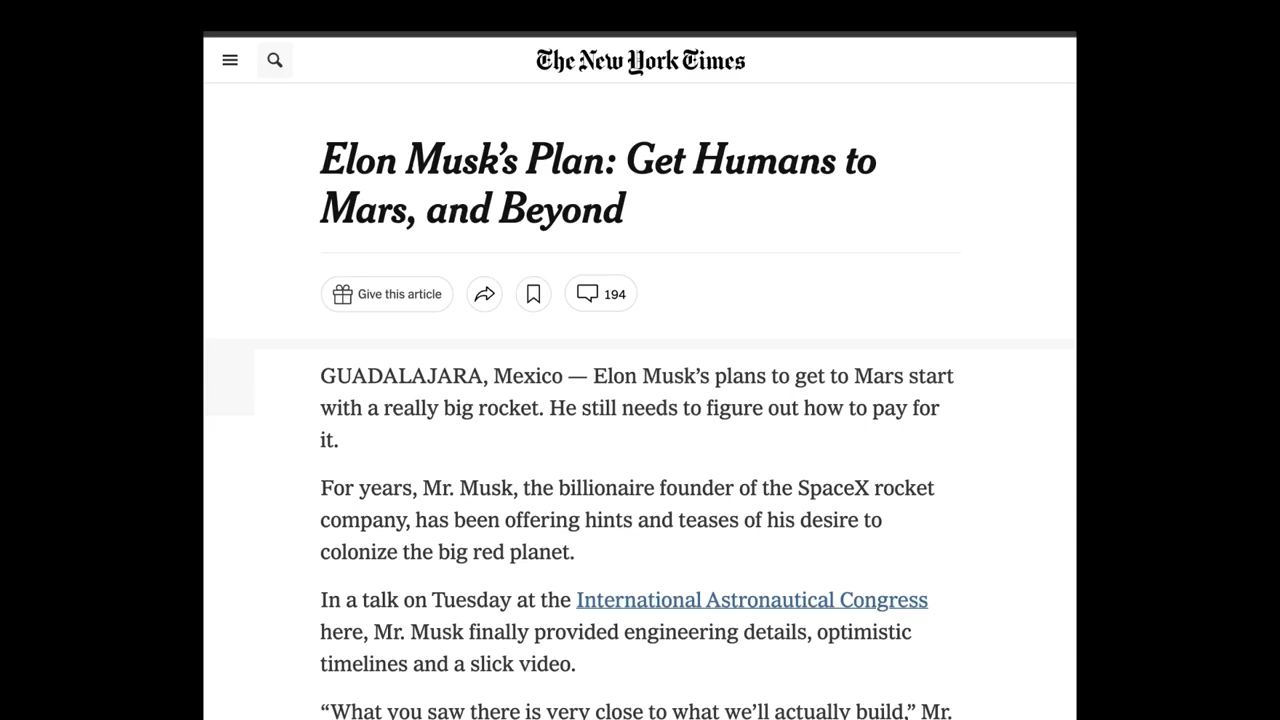 The New York Times
Elon Musk’s Plan: Get Humans to
Mars, and Beyond
Give this article
194
GUADALAJARA, Mexico — Elon Musk’s plans to get to Mars start
with a really big rocket. He still needs to figure out how to pay for
it.
For years, Mr. Musk, the billionaire founder of the SpaceX rocket
company, has been offering hints and teases of his desire to
colonize the big red planet.
In a talk on Tuesday at the International Astronautical Congress
here, Mr. Musk finally provided engineering details, optimistic
timelines and a slick video.
“What you saw there is very close to what we’ll actually build,” Mr.